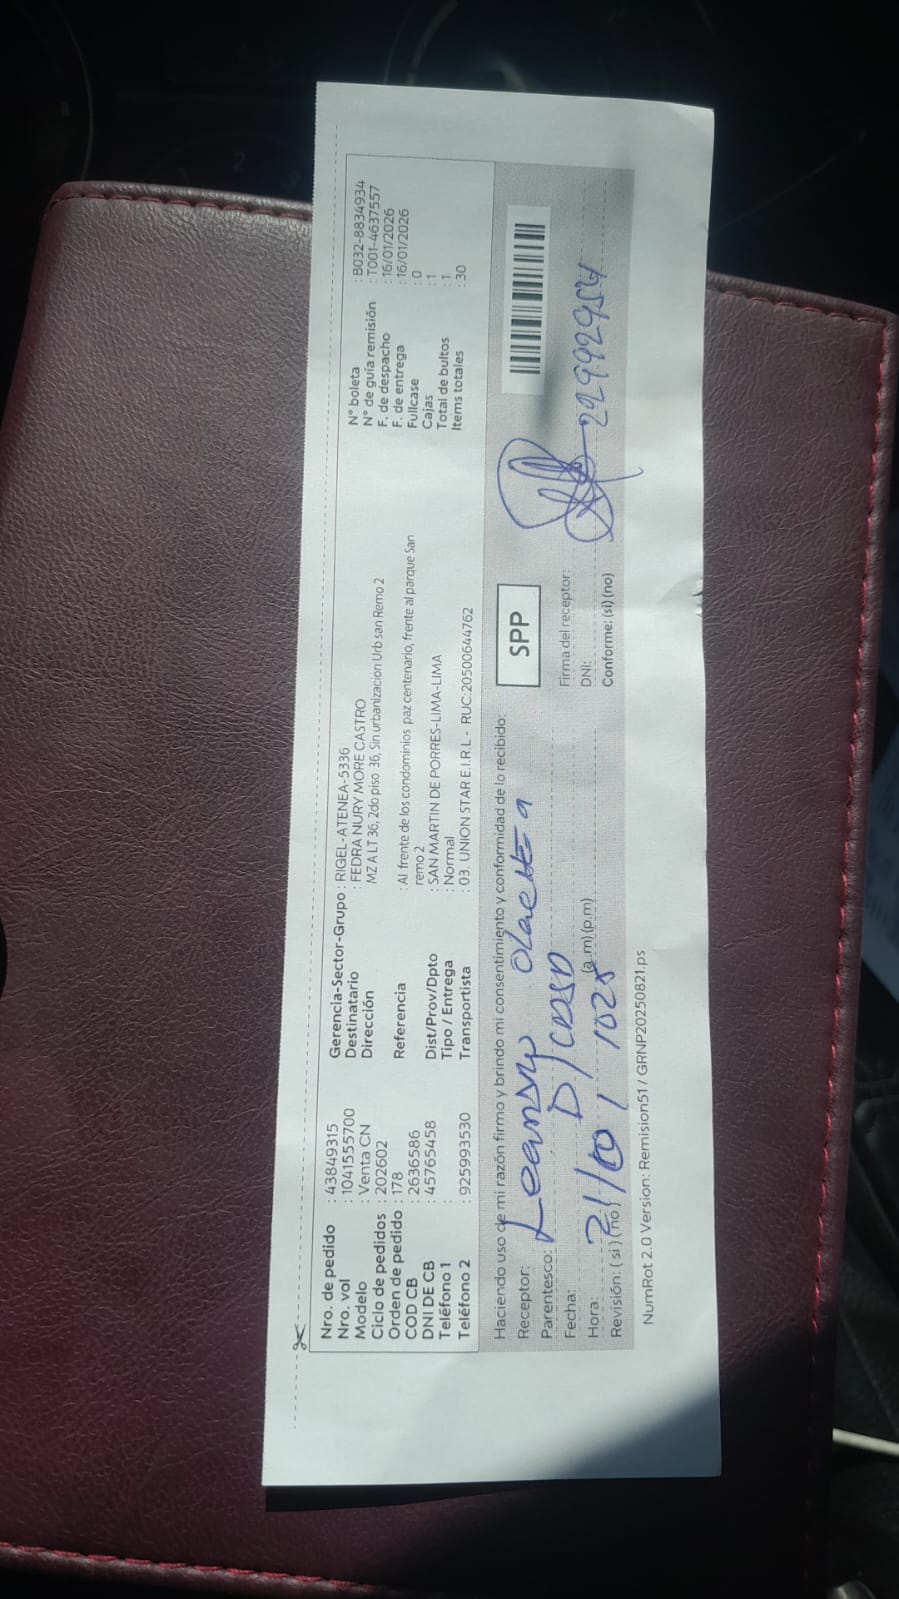 Nro. de pedido : 43849315
Nro. vol : 1041555700
Modelo : Venta CN
Ciclo de pedidos : 202602
Orden de pedido : 178
COD CB : 2636586
DNI DE CB : 45765458
Teléfono 1 :
Teléfono 2 : 925993530
Gerencia-Sector-Grupo : RIGEL-ATENEA-5336
Destinatario : FEDRA NURY MORE CASTRO
Dirección MZ A LT 36, 2do piso 36, Sin urbanizacion Urb san Remo 2
Referencia : Al frente de los condominios paz centenario, frente al parque San
remo 2
Dist/Prov/Dpto : SAN MARTIN DE PORRES-LIMA-LIMA
Tipo / Entrega : Normal
Transportista : 03. UNION STAR E.I.R.L - RUC:20500644762
N° boleta : B032-8834934
N° de guía remisión : T001-4637557
F. de despacho : 16/01/2026
F. de entrega : 16/01/2026
Fullcase : 0
Cajas : 1
Total de bultos : 1
Items totales : 30
Haciendo uso de mi razón firmo y brindo mi consentimiento y conformidad de lo recibido:
Receptor:
Parentesco:
Fecha:
Hora: (a .m) (p.m)
Revisión: ( si ) ( no )
SPP
Firma del receptor:
DNI:
Conforme: (si) (no)
NumRot 2.0 Version: Remision51 / GRNP20250821.ps